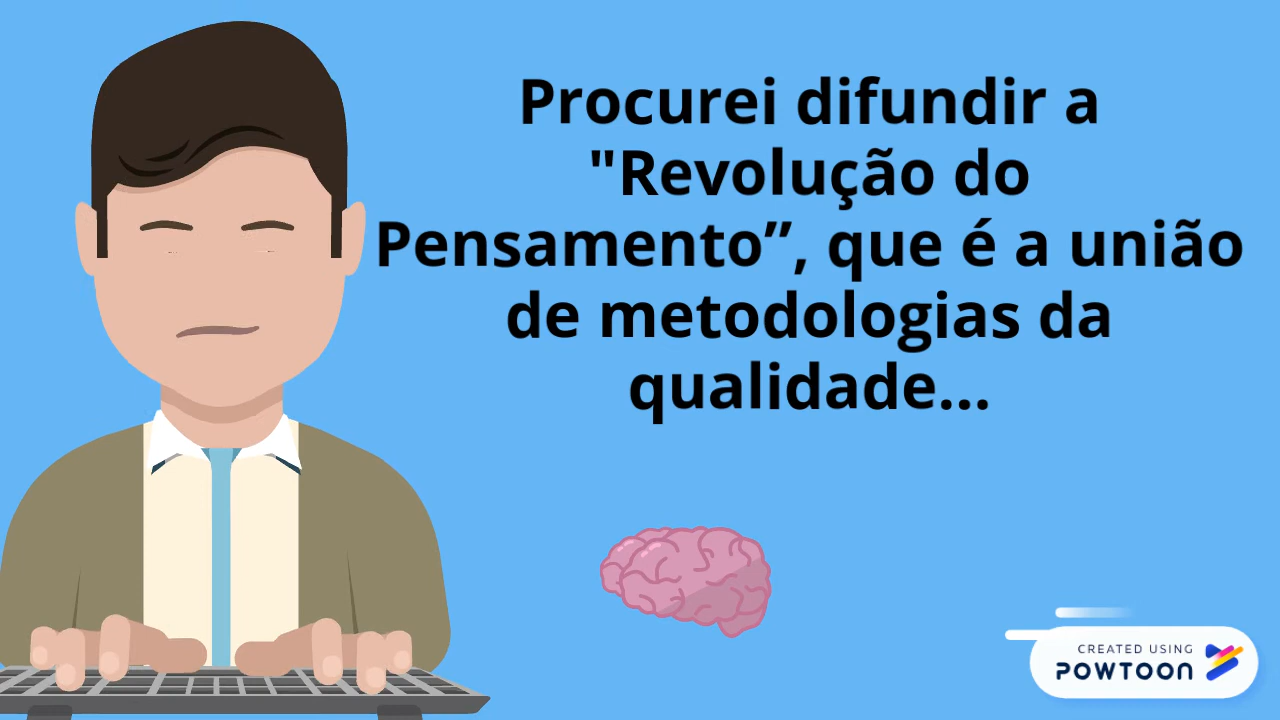 Procurei difundir a
"Revolução do
Pensamento”, que é a união
de metodologias da
qualidade...
CREATED USING
POWTOON